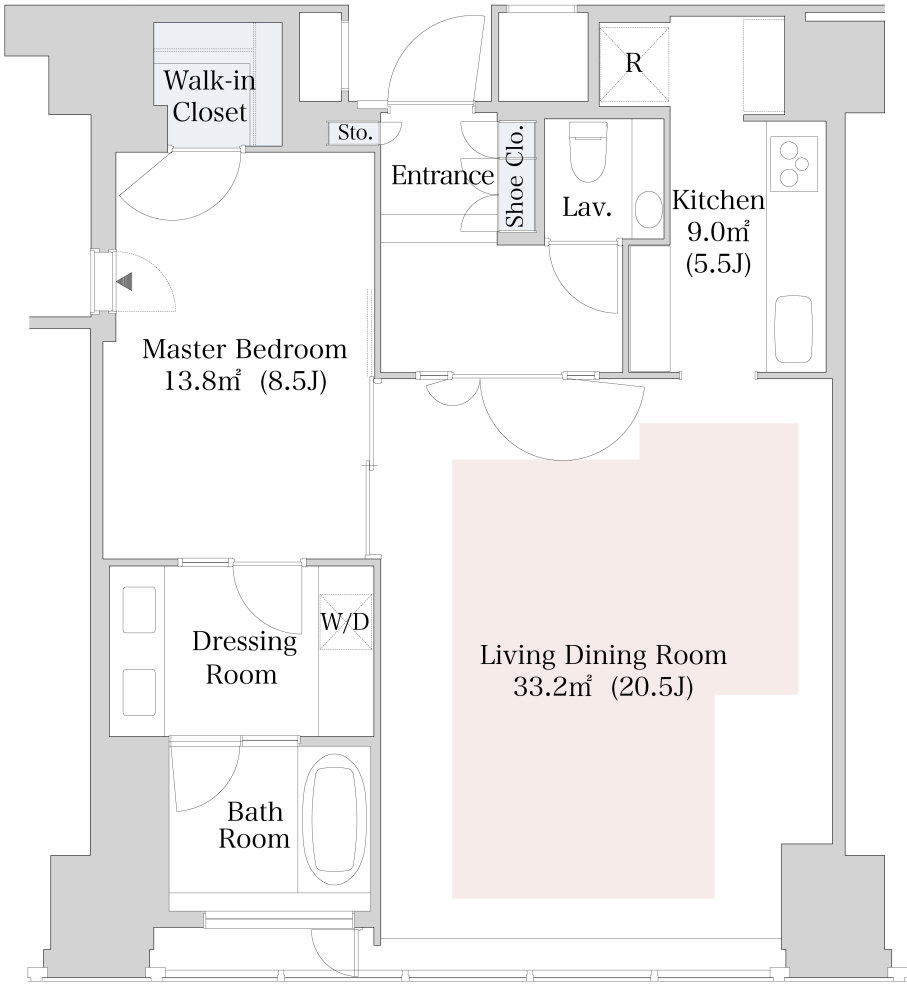 Walk-in
Closet
R
Sto.
Entrance
Shoe Clo.
Lav.
Kitchen
9.0㎡
(5.5J)
Master Bedroom
13.8㎡ (8.5J)
W/D
Dressing
Room
Living Dining Room
33.2㎡ (20.5J)
Bath
Room